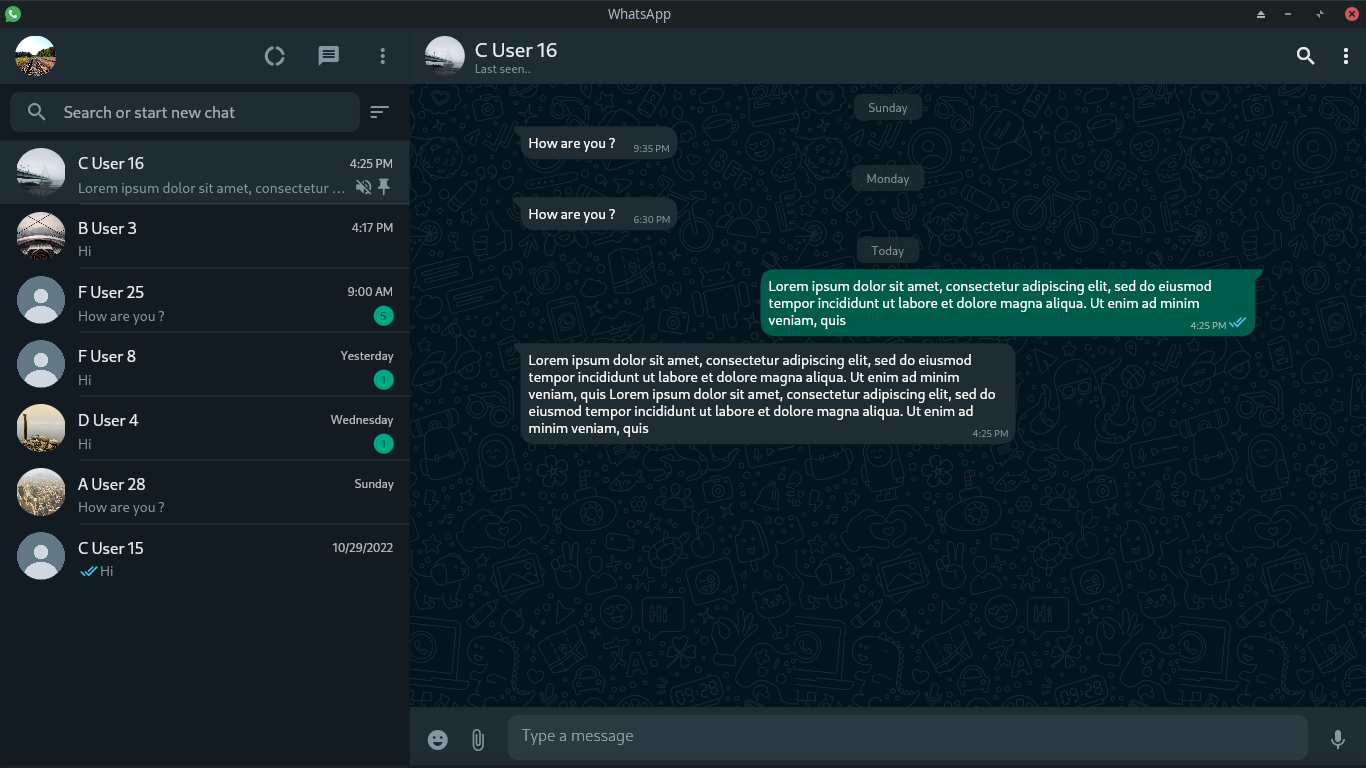 WhatsApp
Search or start new chat
C User 16
4:25 PM
Lorem ipsum dolor sit amet, consectetur ...
B User 3
4:17 PM
Hi
F User 25
9:00 AM
How are you ?
5
F User 8
Yesterday
Hi
1
D User 4
Wednesday
Hi
1
A User 28
Sunday
How are you ?
C User 15
10/29/2022
Hi
C User 16
Last seen..
Sunday
How are you ?
9:35 PM
Monday
How are you ?
6:30 PM
Today
Lorem ipsum dolor sit amet, consectetur adipiscing elit, sed do eiusmod
tempor incididunt ut labore et dolore magna aliqua. Ut enim ad minim
veniam, quis
4:25 PM
Lorem ipsum dolor sit amet, consectetur adipiscing elit, sed do eiusmod
tempor incididunt ut labore et dolore magna aliqua. Ut enim ad minim
veniam, quis Lorem ipsum dolor sit amet, consectetur adipiscing elit, sed do
eiusmod tempor incididunt ut labore et dolore magna aliqua. Ut enim ad
minim veniam, quis
4:25 PM
24
24
Hi
Hi
09:28
Type a message